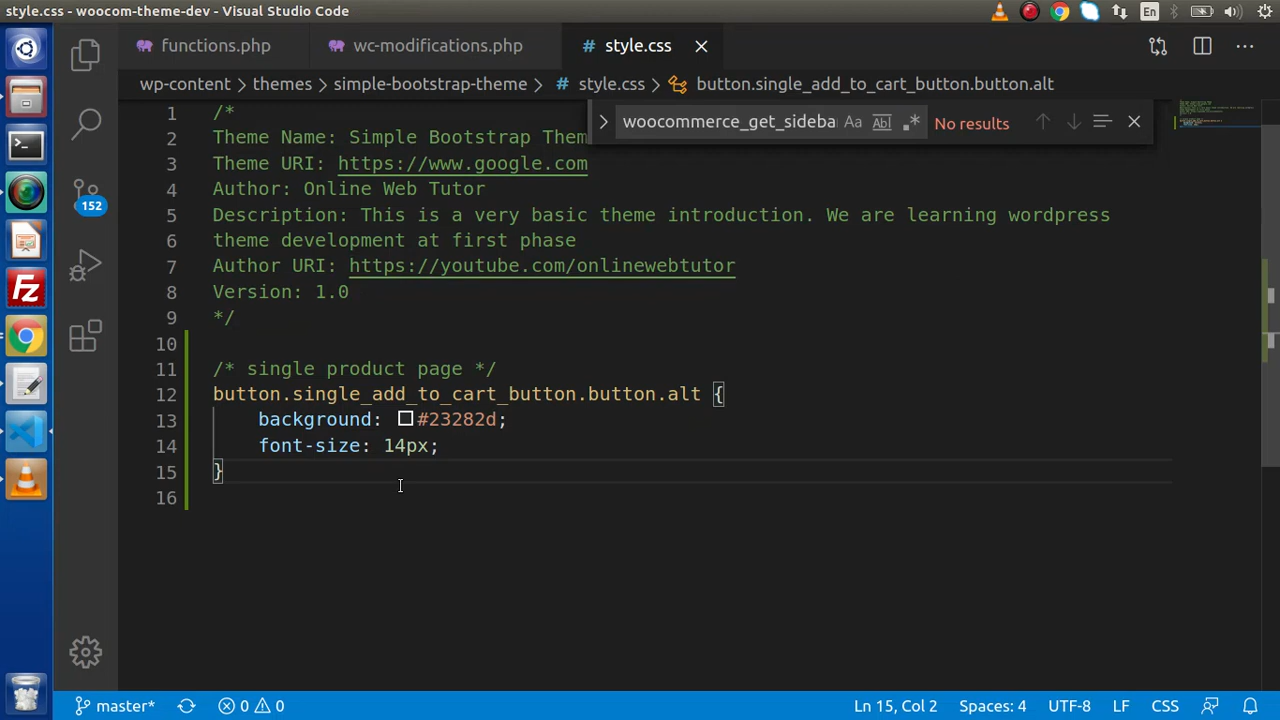 style.css - woocom-theme-dev - Visual Studio Code
En
functions.php
wc-modifications.php
# style.css
wp-content > themes > simple-bootstrap-theme > # style.css > button.single_add_to_cart_button.button.alt
woocommerce_get_sideba
Aa
Abl
.*
No results
1 /*
2 Theme Name: Simple Bootstrap Them
3 Theme URI: https://www.google.com
4 Author: Online Web Tutor
5 Description: This is a very basic theme introduction. We are learning wordpress
6 theme development at first phase
7 Author URI: https://youtube.com/onlinewebtutor
8 Version: 1.0
9 */
10
11 /* single product page */
12 button.single_add_to_cart_button.button.alt {
13 background: #23282d;
14 font-size: 14px;
15 }
16
152
Fz
master*
0
0
Ln 15, Col 2
Spaces: 4
UTF-8
LF
CSS